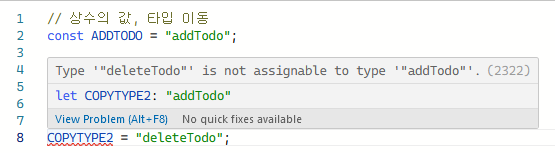 1 // 상수의 값, 타입 이동
2 const ADDTODO = "addTodo";
3
4 Type '"deleteTodo"' is not assignable to type '"addTodo"'. (2322)
5
6 let COPYTYPE2: "addTodo"
7 View Problem (Alt+F8) No quick fixes available
8 COPYTYPE2 = "deleteTodo";